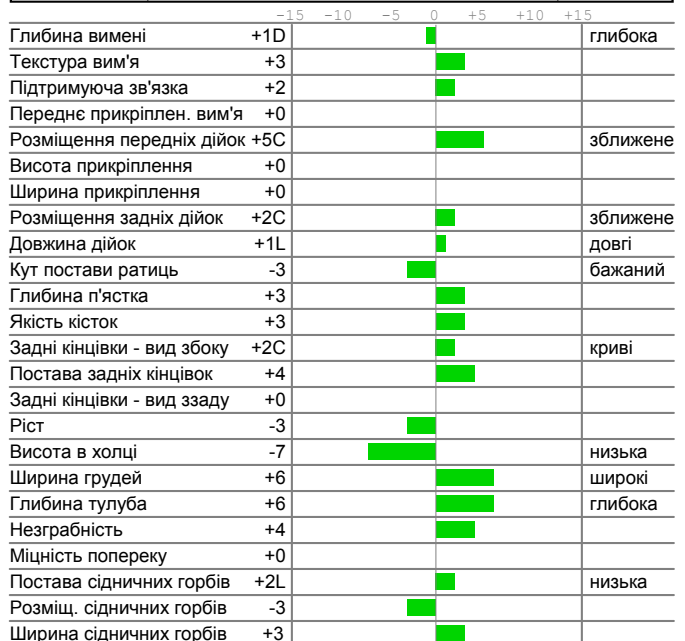 -15 -10 -5 0 +5 +10 +15
Глибина вимені +1D глибока
Текстура вим'я +3
Підтримуюча зв'язка +2
Переднє прикріплен. вим'я +0
Розміщення передніх дійок +5C зближене
Висота прикріплення +0
Ширина прикріплення +0
Розміщення задніх дійок +2C зближене
Довжина дійок +1L довгі
Кут постави ратиць -3 бажаний
Глибина п'ястка +3
Якість кісток +3
Задні кінцівки - вид збоку +2C криві
Постава задніх кінцівок +4
Задні кінцівки - вид ззаду +0
Ріст -3
Висота в холці -7 низька
Ширина грудей +6 широкі
Глибина тулуба +6 глибока
Незграбність +4
Міцність попереку +0
Постава сідничних горбів +2L низька
Розміщ. сідничних горбів -3
Ширина сідничних горбів +3